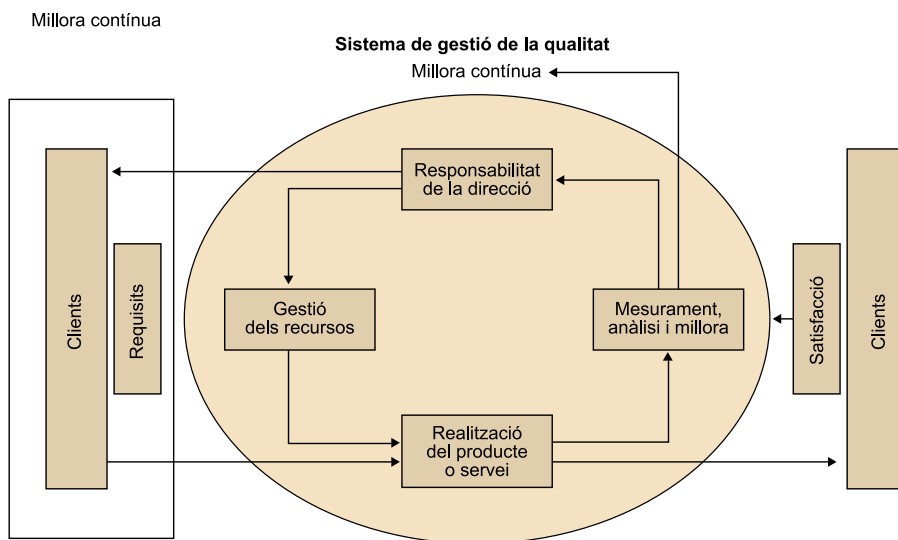 Millora contínua
Sistema de gestió de la qualitat
Millora contínua
Clients
Requisits
Responsabilitat
de la direcció
Gestió
dels recursos
Mesurament,
anàlisi i millora
Realització
del producte
o servei
Satisfacció
Clients